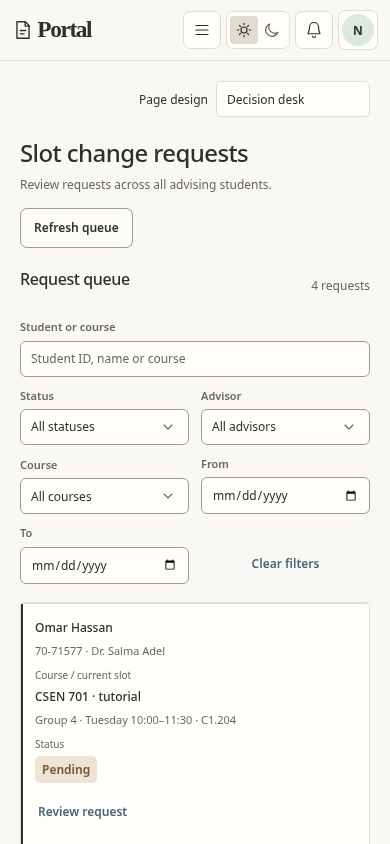 Portal
N
Page design
Decision desk
Slot change requests
Review requests across all advising students.
Refresh queue
Request queue
4 requests
Student or course
Student ID, name or course
Status
Advisor
All statuses
All advisors
Course
From
All courses
mm/dd/yyyy
To
mm/dd/yyyy
Clear filters
Omar Hassan
70-71577 · Dr. Salma Adel
Course / current slot
CSEN 701 · tutorial
Group 4 · Tuesday 10:00–11:30 · C1.204
Status
Pending
Review request